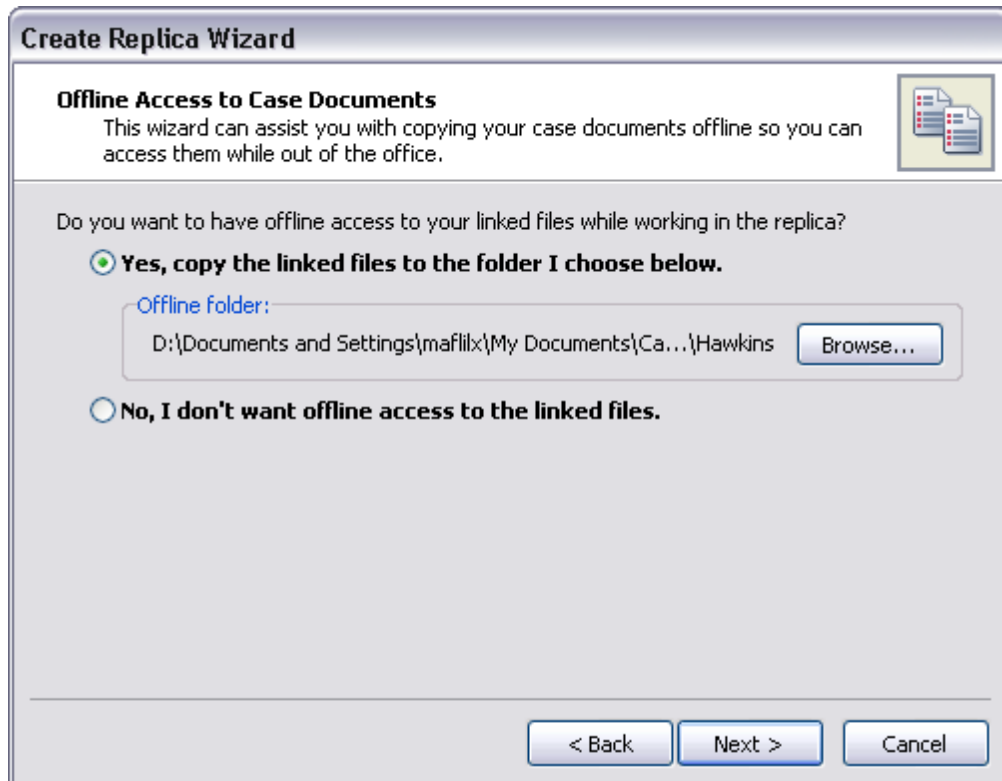 Create Replica Wizard
Offline Access to Case Documents
This wizard can assist you with copying your case documents offline so you can
access them while out of the office.
Do you want to have offline access to your linked files while working in the replica?
Yes, copy the linked files to the folder I choose below.
Offline folder:
D:\Documents and Settings\maflilx\My Documents\Ca...\Hawkins Browse...
No, I don't want offline access to the linked files.
< Back Next > Cancel